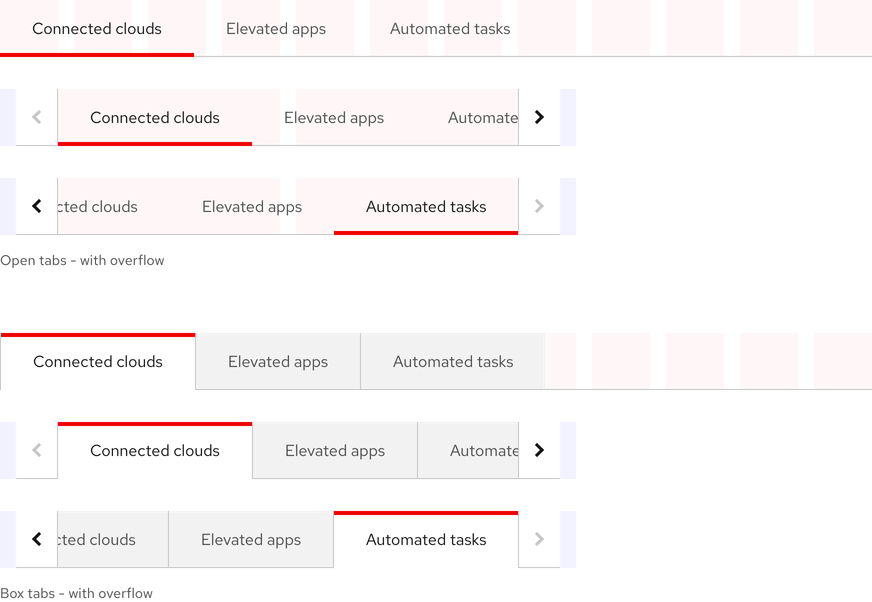 Connected clouds Elevated apps Automated tasks
Connected clouds Elevated apps Automate
cted clouds Elevated apps Automated tasks
Open tabs - with overflow
Connected clouds Elevated apps Automated tasks
Connected clouds Elevated apps Automate
cted clouds Elevated apps Automated tasks
Box tabs - with overflow